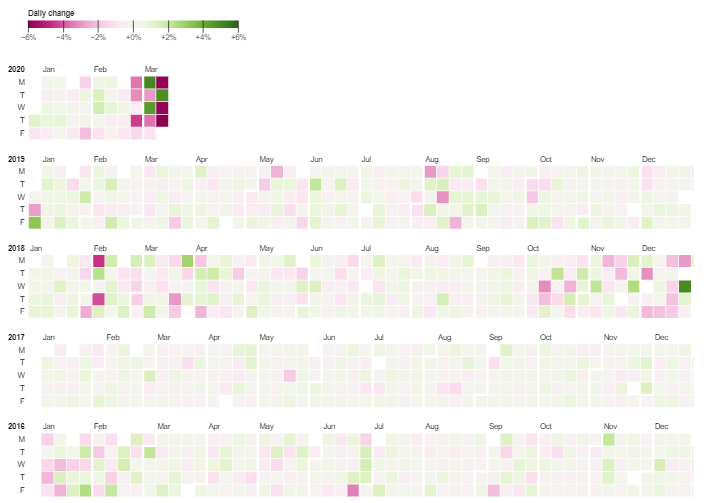 Daily change
−6% −4% −2% +0% +2% +4% +6%
2020 Jan Feb Mar
M
T
W
T
F
2019 Jan Feb Mar Apr May Jun Jul Aug Sep Oct Nov Dec
M
T
W
T
F
2018 Jan Feb Mar Apr May Jun Jul Aug Sep Oct Nov Dec
M
T
W
T
F
2017 Feb Mar Apr May Jun Jul Aug Sep Oct Nov Dec
M
T
W
T
F
2016 Jan Feb Mar Apr May Jun Jul Aug Sep Oct Nov Dec
M
T
W
T
F